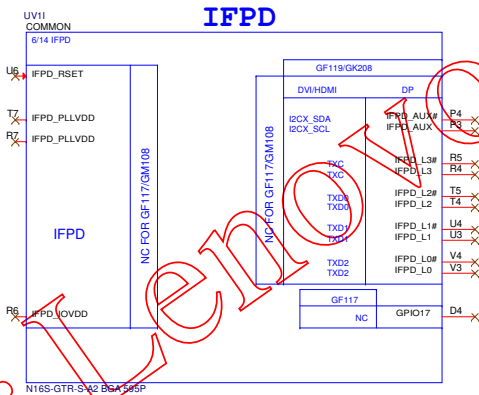 IFPD
UV1I
COMMON
6/14 IFPD
U6 IFPD_RSET
T7 IFPD_PLLVDD
R7 IFPD_PLLVDD
R6 IFPD_IOVDD
IFPD
NC FOR GF117/GM108
NC FOR GF117/GM108
GF119/GK208
DVI/HDMI DP
I2CX_SDA IFPD_AUX# P4
I2CX_SCL IFPD_AUX P3
TXC IFPD_L3# R5
TXC IFPD_L3 R4
TXD0 IFPD_L2# T5
TXD0 IFPD_L2 T4
TXD1 IFPD_L1# U4
TXD1 IFPD_L1 U3
TXD2 IFPD_L0# V4
TXD2 IFPD_L0 V3
GF117
NC GPIO17 D4
N16S-GTR-S-A2 BGA 595P
Lenovo